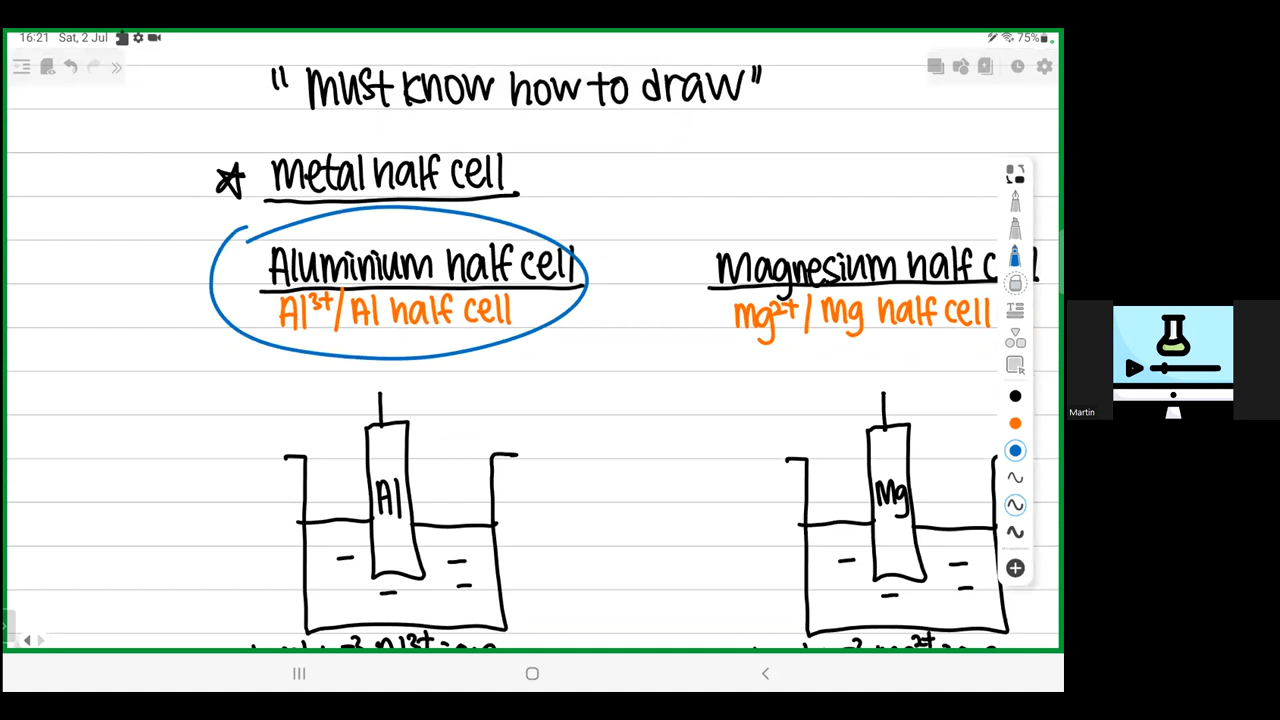 16:21 Sat, 2 Jul 75%
"Must know how to draw"
metal half cell
Aluminium half cell
Al³⁺/Al half cell
Magnesium half c l
mg²⁺/Mg half cell
Al
Mg
Martin